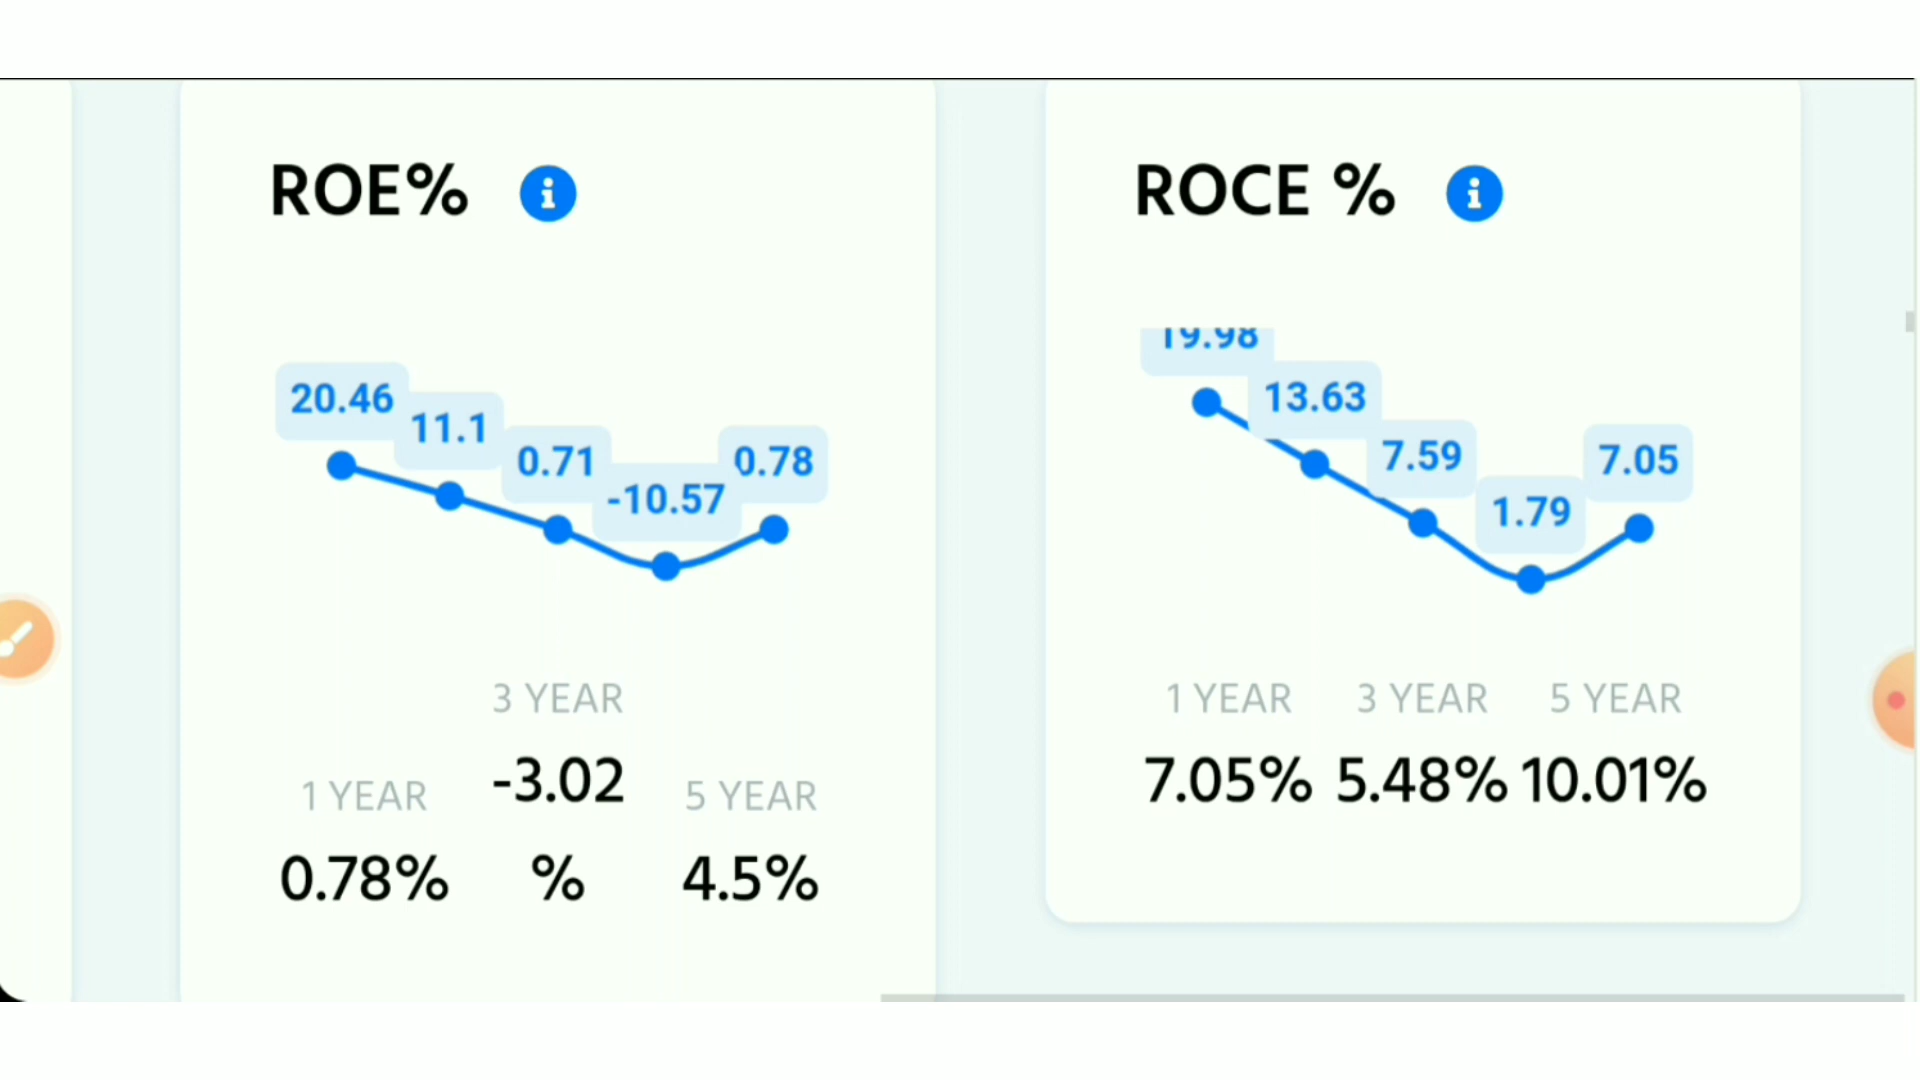 ROE%
20.46
11.1
0.71
-10.57
0.78
1 YEAR
0.78%
3 YEAR
-3.02
%
5 YEAR
4.5%
ROCE %
19.98
13.63
7.59
1.79
7.05
1 YEAR 3 YEAR 5 YEAR
7.05% 5.48% 10.01%